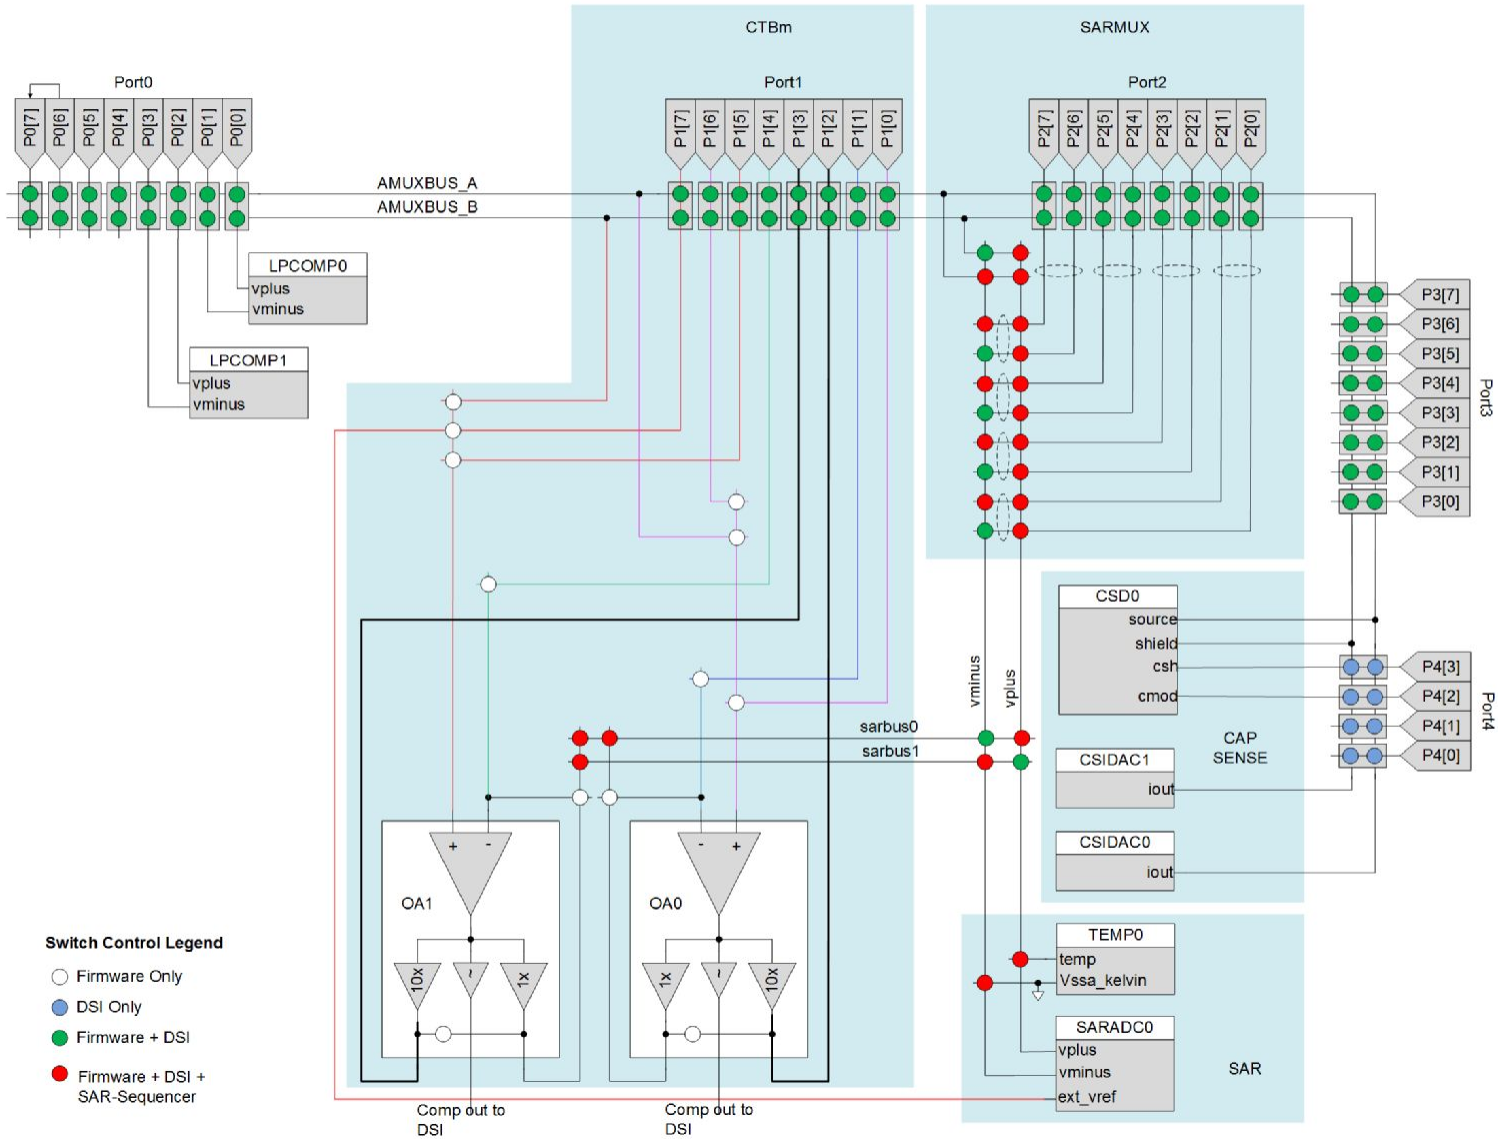 CTBm
SARMUX
Port0
Port1
Port2
P0[7]
P0[6]
P0[5]
P0[4]
P0[3]
P0[2]
P0[1]
P0[0]
P1[7]
P1[6]
P1[5]
P1[4]
P1[3]
P1[2]
P1[1]
P1[0]
P2[7]
P2[6]
P2[5]
P2[4]
P2[3]
P2[2]
P2[1]
P2[0]
AMUXBUS_A
AMUXBUS_B
LPCOMP0
vplus
vminus
LPCOMP1
vplus
vminus
P3[7]
P3[6]
P3[5]
P3[4]
P3[3]
P3[2]
P3[1]
P3[0]
Port3
CSD0
source
shield
csh
cmod
P4[3]
P4[2]
P4[1]
P4[0]
Port4
vminus
vplus
sarbus0
sarbus1
CAP
SENSE
CSIDAC1
iout
CSIDAC0
iout
+
-
-
+
OA1
OA0
10x
~
1x
1x
~
10x
Comp out to
DSI
Comp out to
DSI
TEMP0
temp
Vssa_kelvin
SARADC0
vplus
vminus
ext_vref
SAR
Switch Control Legend
Firmware Only
DSI Only
Firmware + DSI
Firmware + DSI +
SAR-Sequencer